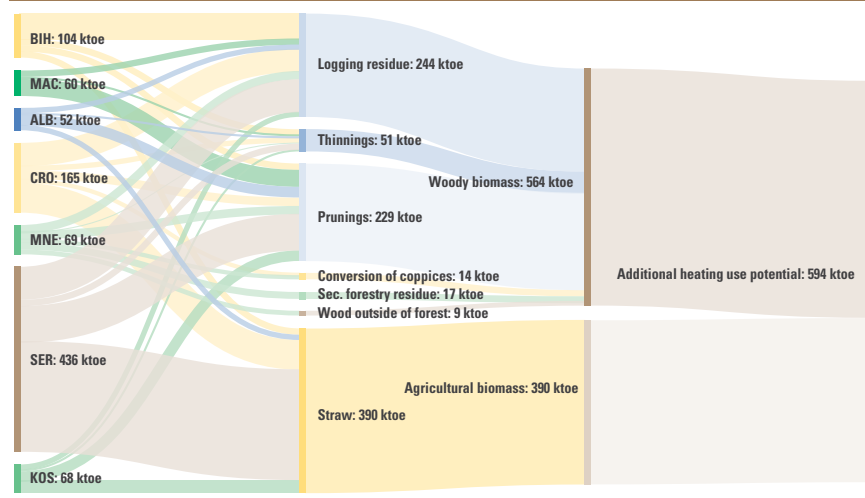 BIH: 104 ktoe
MAC: 60 ktoe
ALB: 52 ktoe
CRO: 165 ktoe
MNE: 69 ktoe
SER: 436 ktoe
KOS: 68 ktoe
Logging residue: 244 ktoe
Thinnings: 51 ktoe
Prunings: 229 ktoe
Conversion of coppices: 14 ktoe
Sec. forestry residue: 17 ktoe
Wood outside of forest: 9 ktoe
Straw: 390 ktoe
Woody biomass: 564 ktoe
Agricultural biomass: 390 ktoe
Additional heating use potential: 594 ktoe